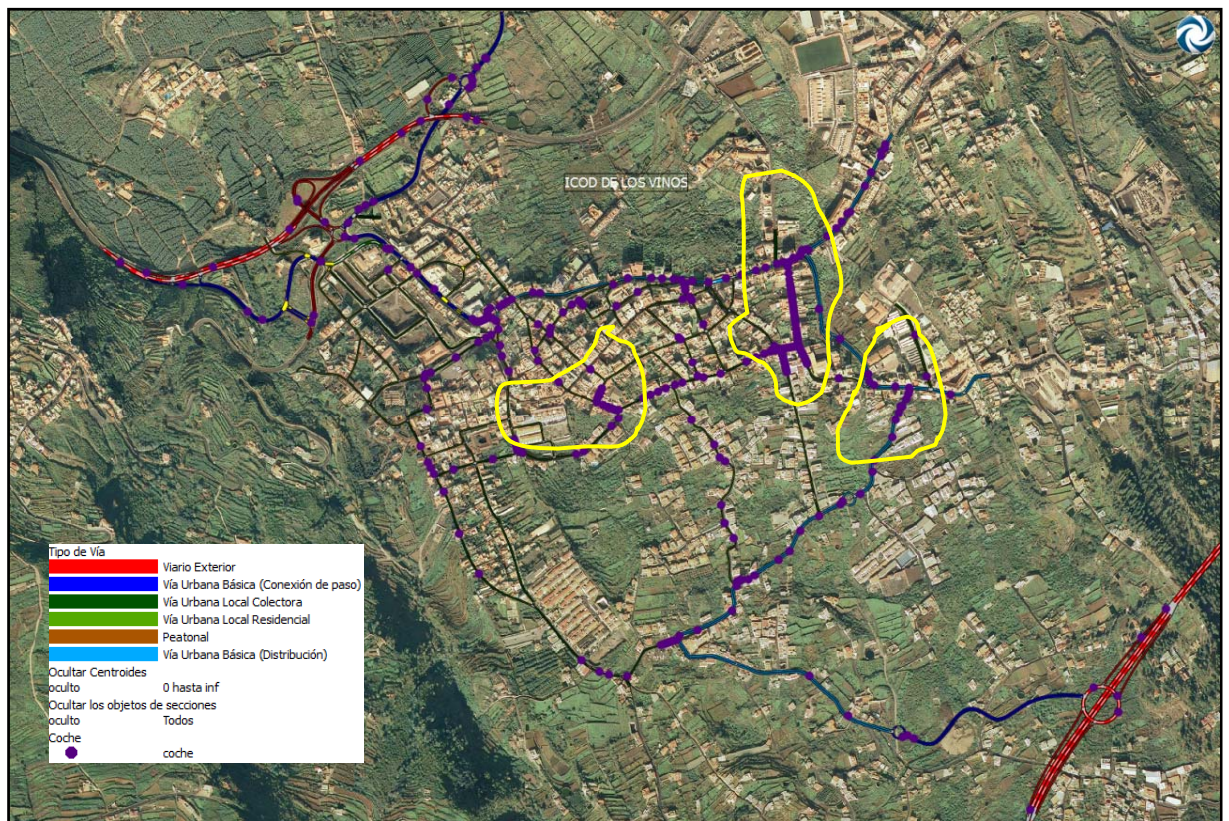 ICOD DE LOS VINOS
Tipo de Vía
Viario Exterior
Vía Urbana Básica (Conexión de paso)
Vía Urbana Local Colectora
Vía Urbana Local Residencial
Peatonal
Vía Urbana Básica (Distribución)
Ocultar Centroides
oculto 0 hasta inf
Ocultar los objetos de secciones
oculto Todos
Coche
coche